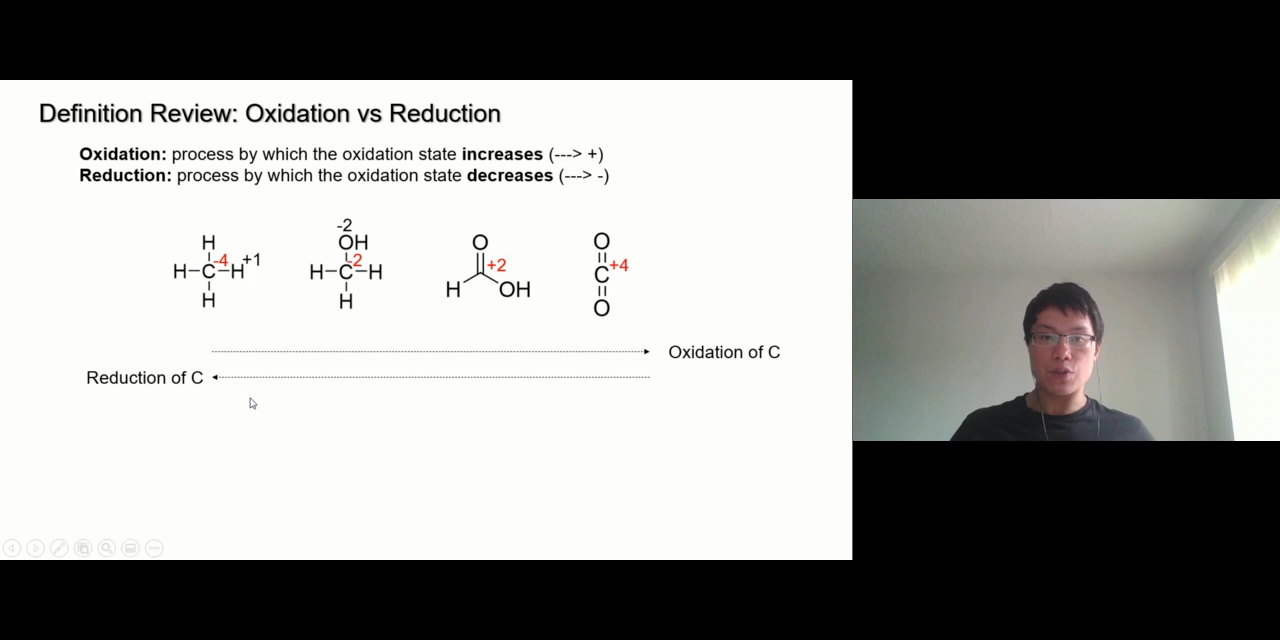 Definition Review: Oxidation vs Reduction
Oxidation: process by which the oxidation state increases (---> +)
Reduction: process by which the oxidation state decreases (---> -)
H
-4
+1
H-C-H
H
-2
OH
-2
H-C-H
H
O
+2
H
OH
O
C
+4
O
Oxidation of C
Reduction of C